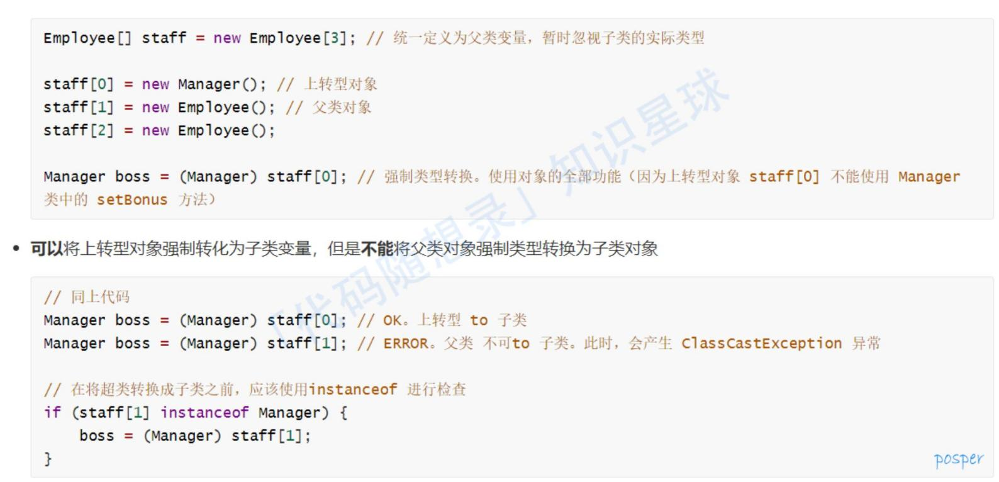 Employee[] staff = new Employee[3]; // 统一定义为父类变量，暂时忽视子类的实际类型
staff[0] = new Manager(); // 上转型对象
staff[1] = new Employee(); // 父类对象
staff[2] = new Employee();
Manager boss = (Manager) staff[0]; // 强制类型转换。使用对象的全部功能（因为上转型对象 staff[0] 不能使用 Manager
类中的 setBonus 方法）
• 可以将上转型对象强制转化为子类变量，但是不能将父类对象强制类型转换为子类对象
// 同上代码
Manager boss = (Manager) staff[0]; // OK。上转型 to 子类
Manager boss = (Manager) staff[1]; // ERROR。父类 不可to 子类。此时，会产生 ClassCastException 异常
// 在将超类转换成子类之前，应该使用instanceof 进行检查
if (staff[1] instanceof Manager) {
    boss = (Manager) staff[1];
}
posper
「代码随想录」知识星球